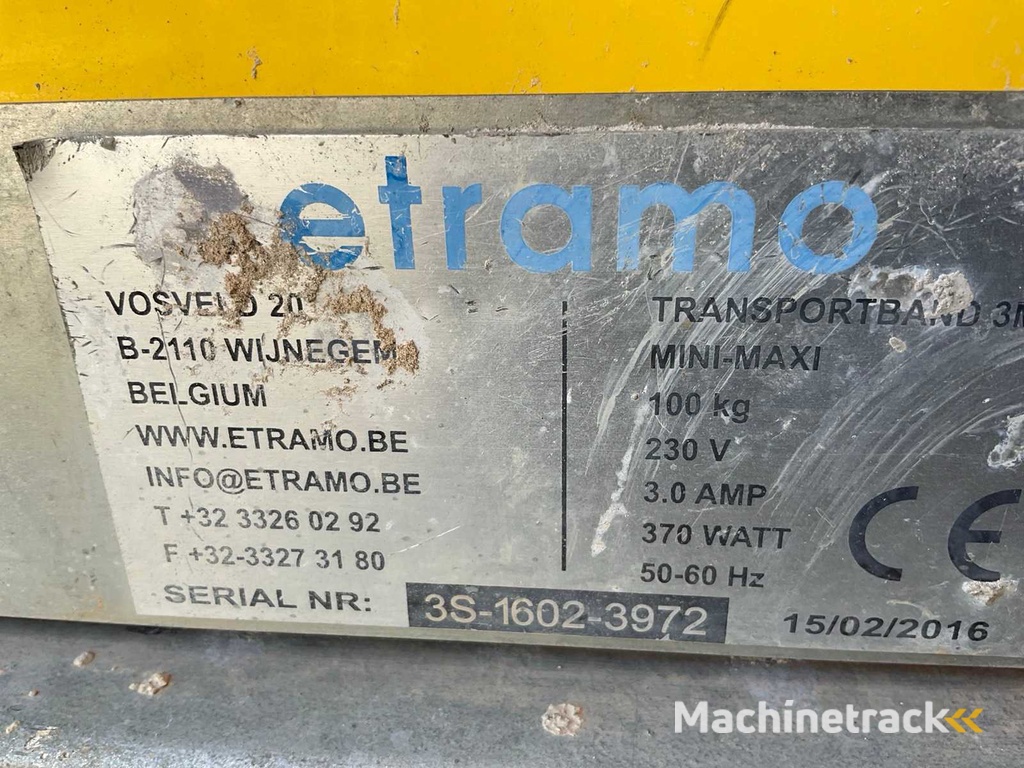 etramo
VOSVELD 20
B-2110 WIJNEGEM
BELGIUM
WWW.ETRAMO.BE
INFO@ETRAMO.BE
T +32 3326 02 92
F +32-3327 31 80
SERIAL NR: 3S-1602-3972
TRANSPORTBAND 3M
MINI-MAXI
100 kg
230 V
3.0 AMP
370 WATT
50-60 Hz
CE
15/02/2016
Machinetrack